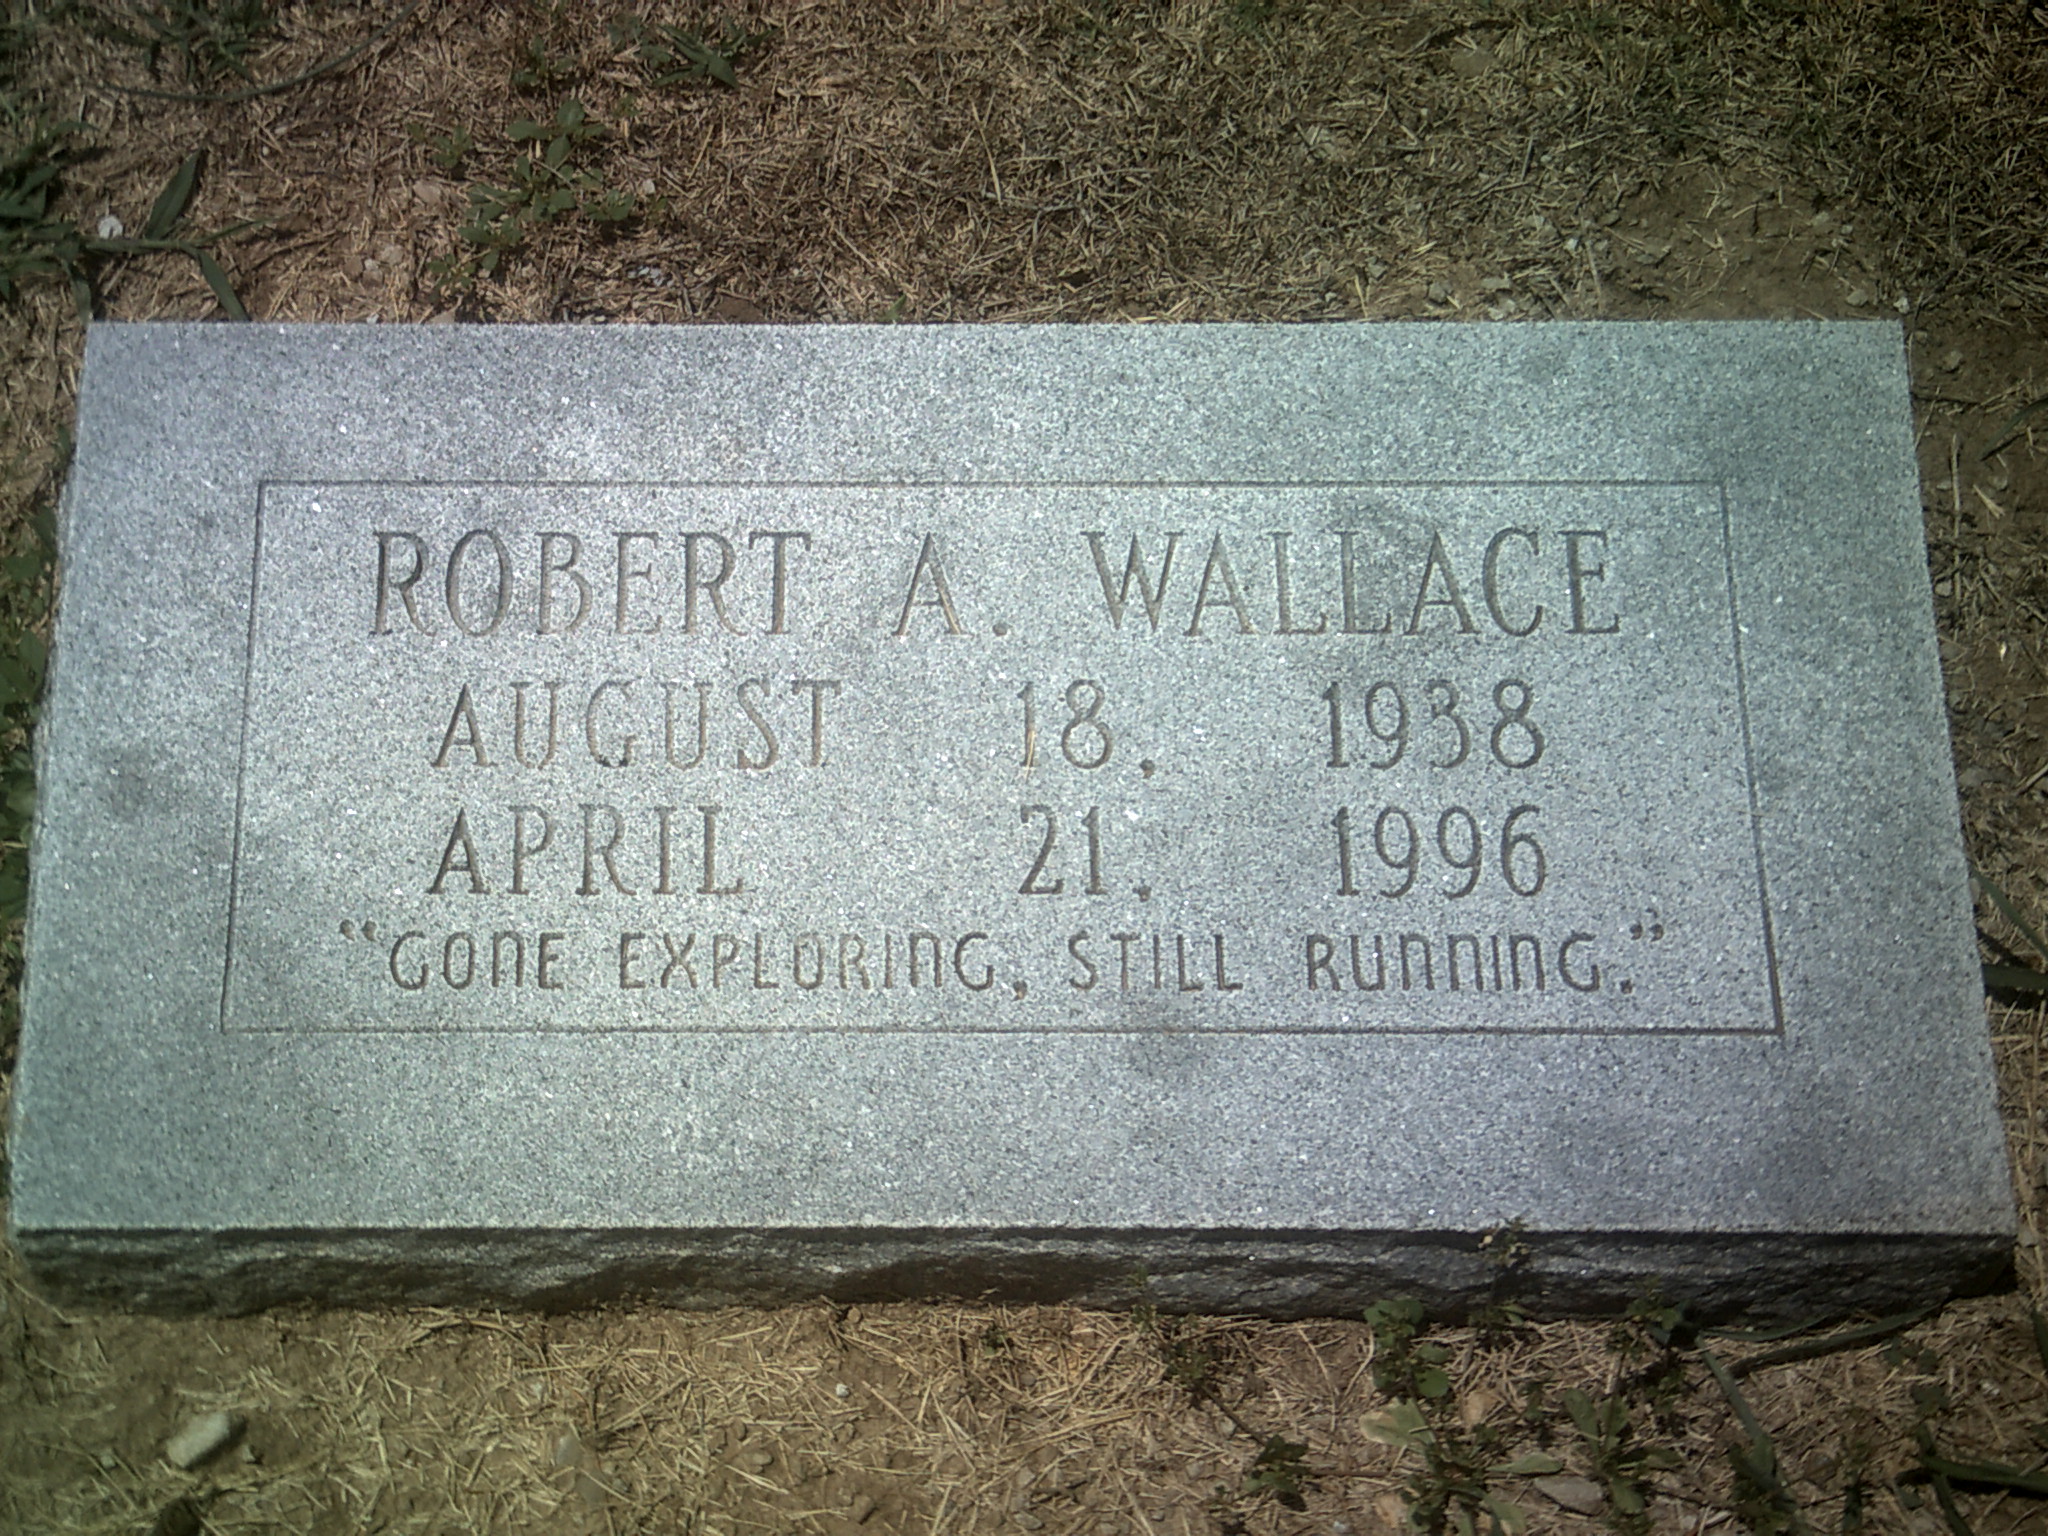 ROBERT A. WALLACE
AUGUST 18, 1938
APRIL 21, 1996
“GONE EXPLORING, STILL RUNNING.”